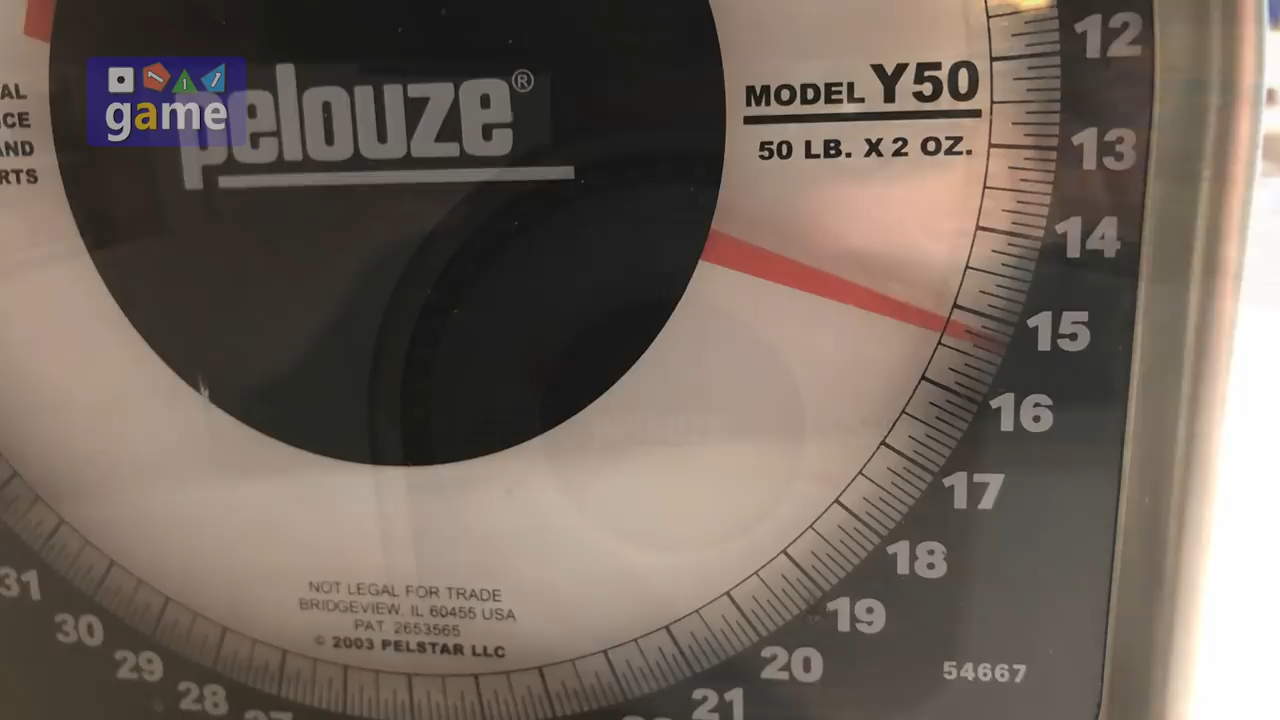 12
game
pelouze®
MODEL Y50
50 LB. X 2 OZ.
AL
CE
AND
RTS
13
14
15
16
17
18
19
20
21
31
30
29
28
27
NOT LEGAL FOR TRADE
BRIDGEVIEW, IL 60455 USA
PAT. 2653565
© 2003 PELSTAR LLC
54667